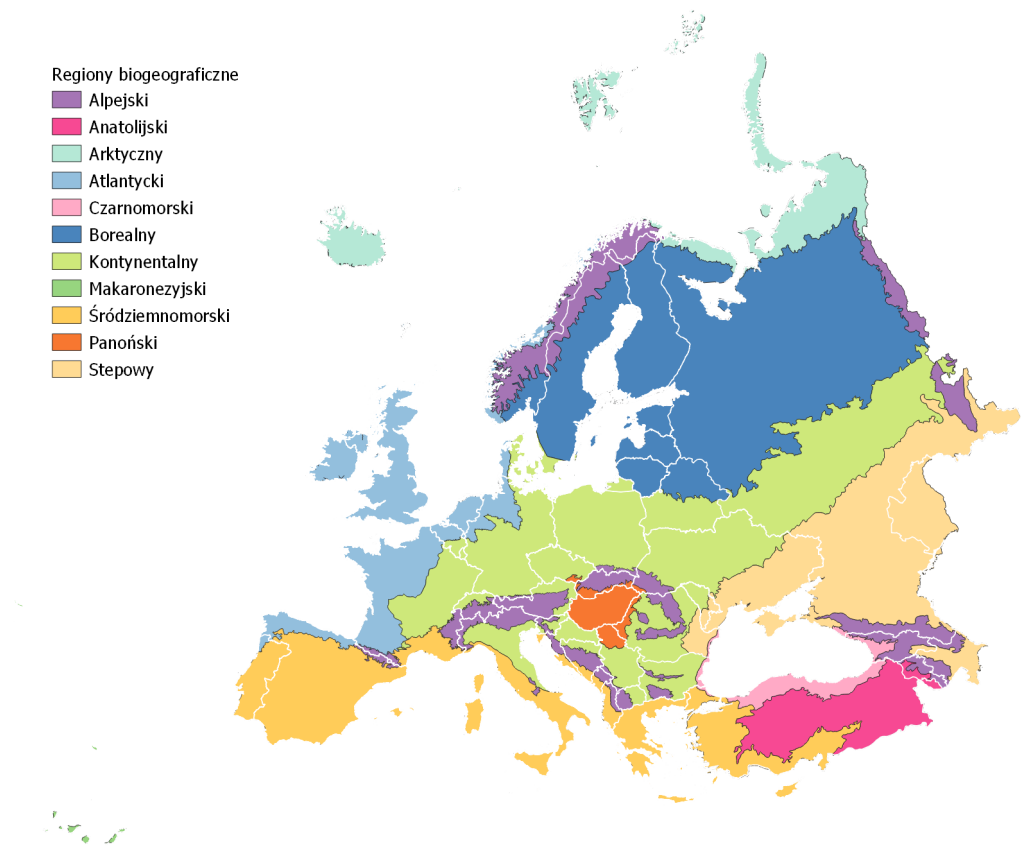 Regiony biogeograficzne
Alpejski
Anatolijski
Arktyczny
Atlantycki
Czarnomorski
Borealny
Kontynentalny
Makaronezyjski
Śródziemnomorski
Panoński
Stepowy